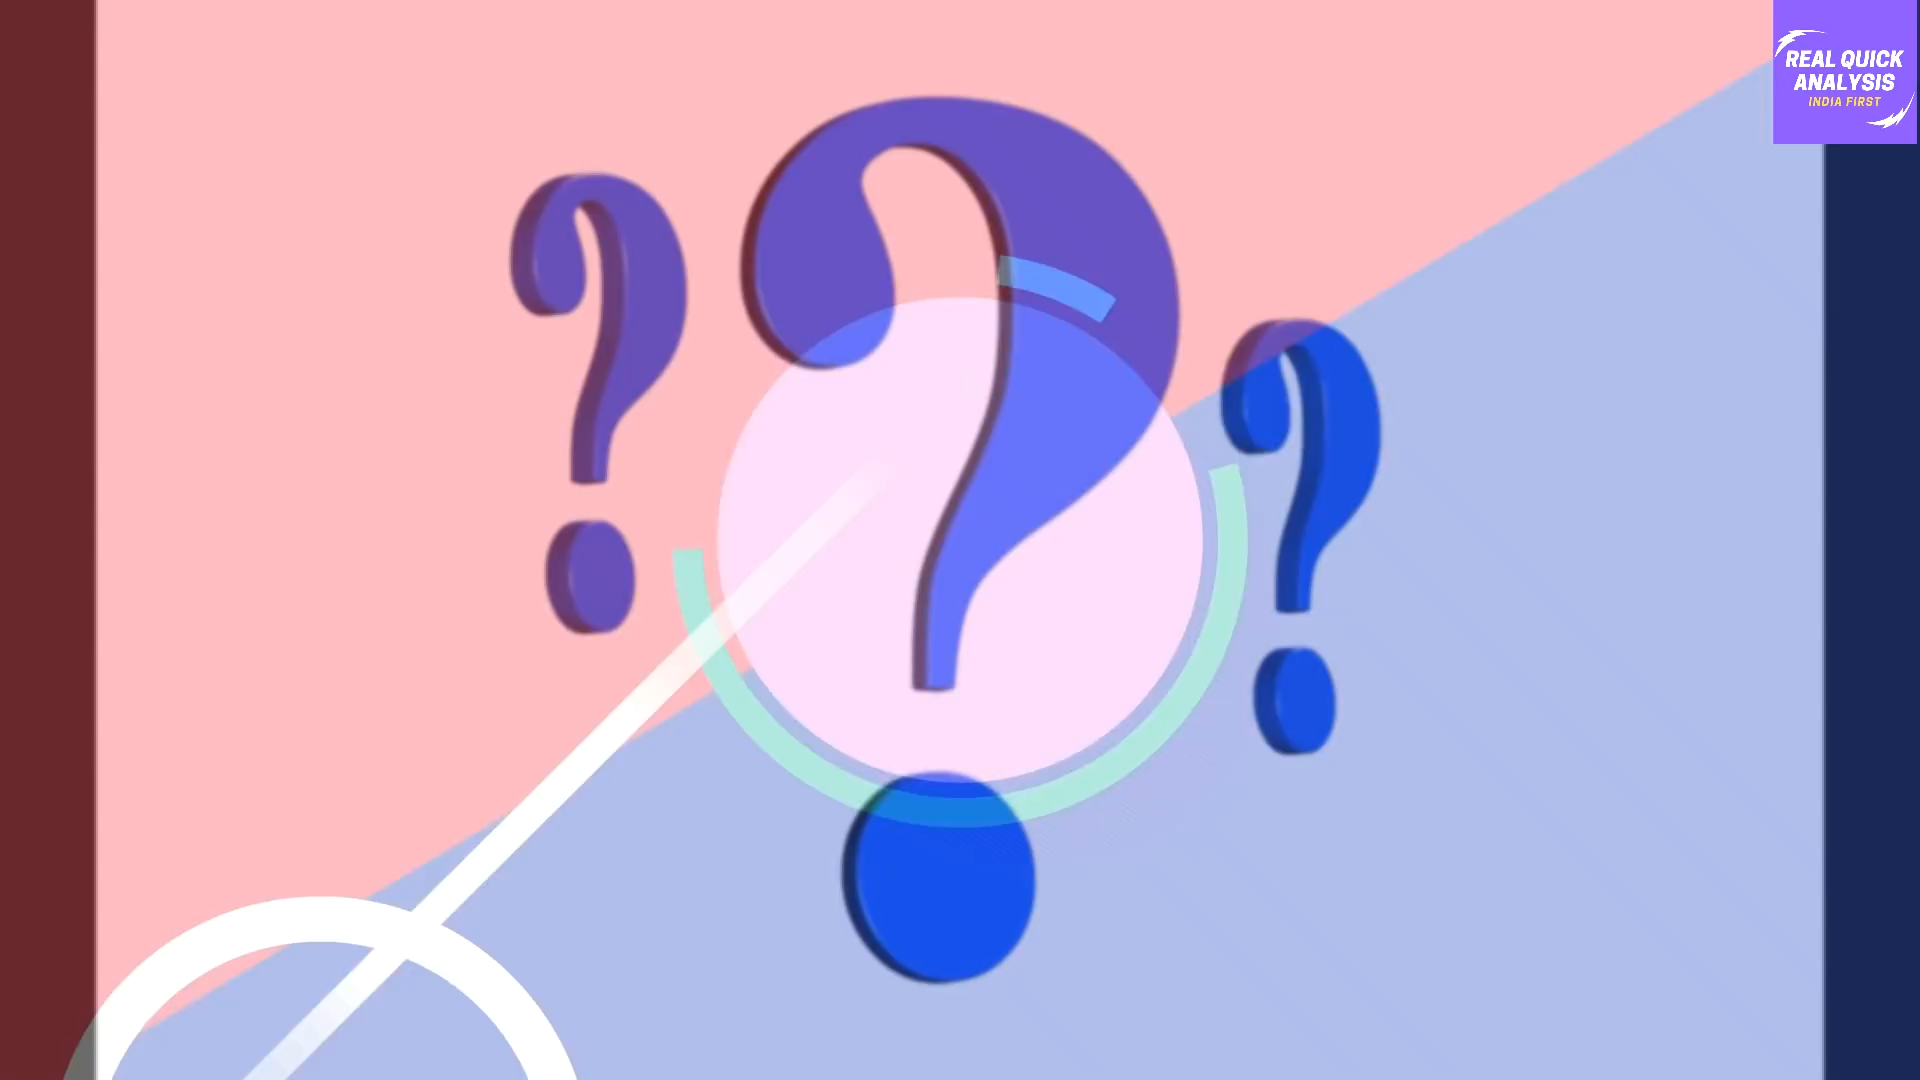 ? ? ?
REAL QUICK
ANALYSIS
INDIA FIRST